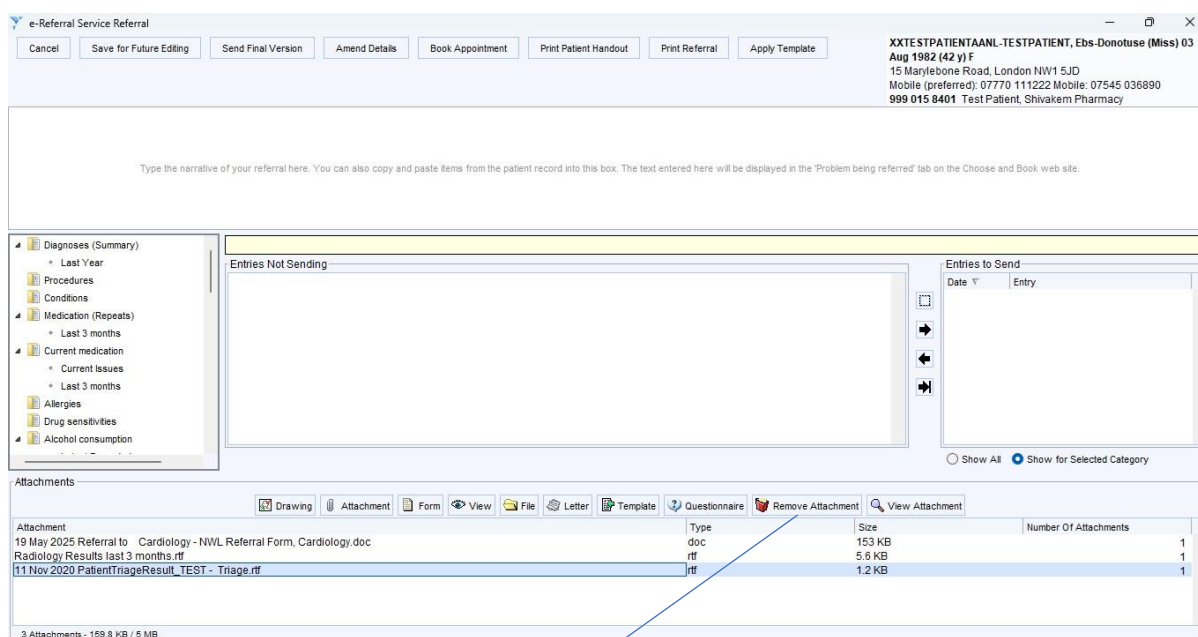 e-Referral Service Referral
Cancel Save for Future Editing Send Final Version Amend Details Book Appointment Print Patient Handout Print Referral Apply Template
XXTESTPATIENTAANL-TESTPATIENT, Ebs-Donotuse (Miss) 03
Aug 1982 (42 y) F
15 Marylebone Road, London NW1 5JD
Mobile (preferred): 07770 111222 Mobile: 07545 036890
999 015 8401 Test Patient, Shivakem Pharmacy
Type the narrative of your referral here. You can also copy and paste items from the patient record into this box. The text entered here will be displayed in the 'Problem being referred' tab on the Choose and Book web site.
Diagnoses (Summary)
Last Year
Procedures
Conditions
Medication (Repeats)
Last 3 months
Current medication
Current Issues
Last 3 months
Allergies
Drug sensitivities
Alcohol consumption
Entries Not Sending
Entries to Send
Date Entry
Show All Show for Selected Category
Attachments
Drawing Attachment Form View File Letter Template Questionnaire Remove Attachment View Attachment
Attachment Type Size Number Of Attachments
19 May 2025 Referral to Cardiology - NWL Referral Form, Cardiology.doc doc 153 KB 1
Radiology Results last 3 months.rtf rtf 5.6 KB 1
11 Nov 2020 PatientTriageResult_TEST - Triage.rtf rtf 1.2 KB 1
3 Attachments - 159.8 KB / 5 MB